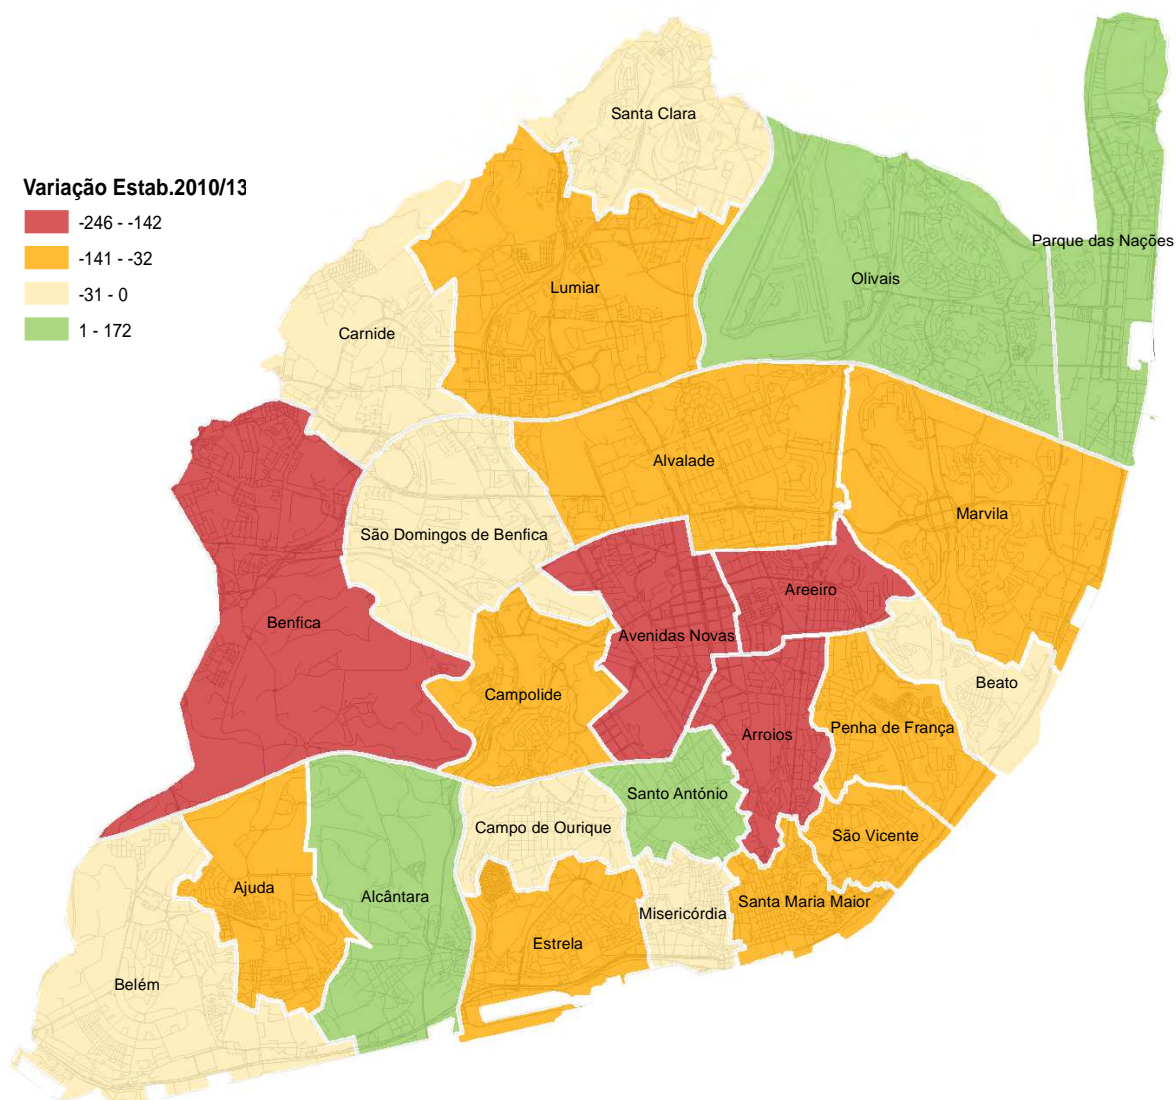 Santa Clara
Variação Estab.2010/13
-246 - -142
-141 - -32
-31 - 0
1 - 172
Parque das Nações
Olivais
Lumiar
Carnide
Alvalade
Marvila
São Domingos de Benfica
Areeiro
Benfica
Avenidas Novas
Beato
Campolide
Penha de França
Arroios
Santo António
Campo de Ourique
São Vicente
Ajuda
Alcântara
Santa Maria Maior
Misericórdia
Estrela
Belém